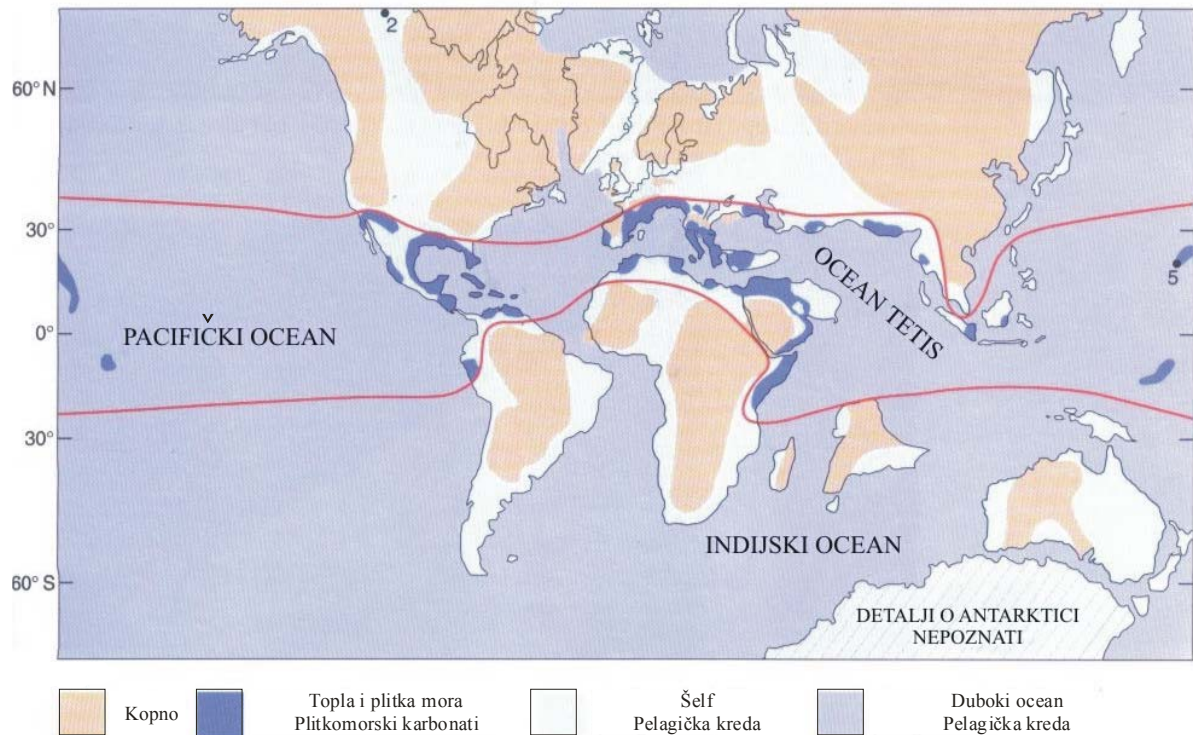 2
60° N
30°
5
OCEAN TETIS
PACIFIČKI OCEAN
0°
30°
INDIJSKI OCEAN
60° S
DETALJI O ANTARKTICI
NEPOZNATI
Kopno
Topla i plitka mora
Plitkomorski karbonati
Šelf
Pelagička kreda
Duboki ocean
Pelagička kreda